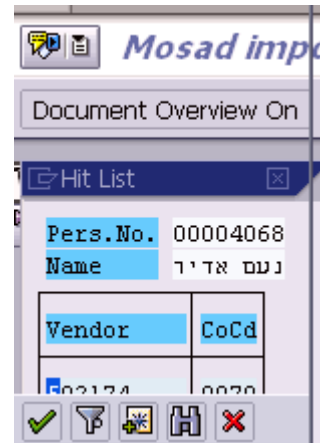 Mosad impo
Document Overview On
Hit List
Pers.No. 00004068
Name נעם אדיר
Vendor CoCd